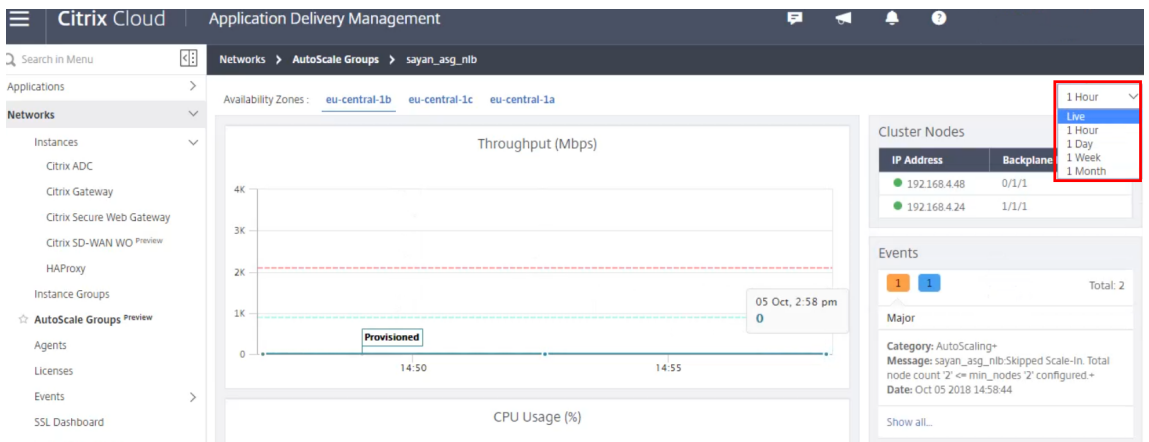 Citrix Cloud
Application Delivery Management
Search in Menu
Applications
Networks
Instances
Citrix ADC
Citrix Gateway
Citrix Secure Web Gateway
Citrix SD-WAN WO Preview
HAProxy
Instance Groups
AutoScale Groups Preview
Agents
Licenses
Events
SSL Dashboard
Networks > AutoScale Groups > sayan_asg_nlb
Availability Zones : eu-central-1b eu-central-1c eu-central-1a
1 Hour
Live
1 Hour
1 Day
1 Week
1 Month
Throughput (Mbps)
4K
3K
2K
1K
0
05 Oct, 2:58 pm
0
Provisioned
14:50 14:55
CPU Usage (%)
Cluster Nodes
IP Address Backplane
192.168.4.48 0/1/1
192.168.4.24 1/1/1
Events
1 1 Total: 2
Major
Category: AutoScaling+
Message: sayan_asg_nlb:Skipped Scale-In. Total
node count '2' <= min_nodes '2' configured.+
Date: Oct 05 2018 14:58:44
Show all...